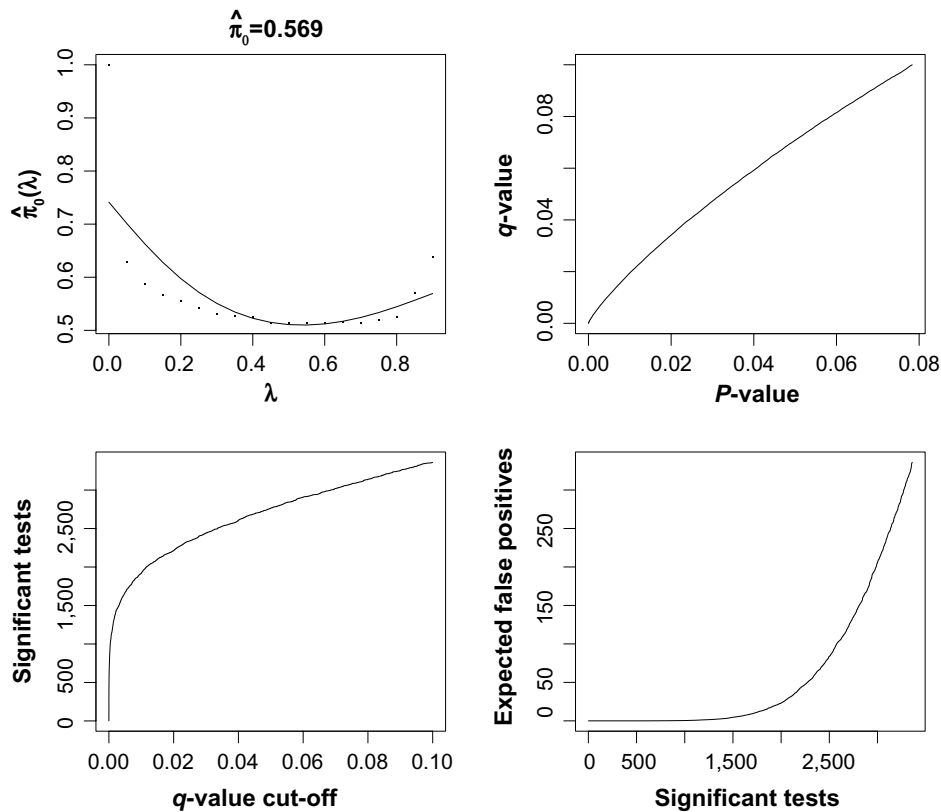 π̂₀=0.569
π̂₀(λ)
1.0
0.9
0.8
0.7
0.6
0.5
0.0 0.2 0.4 0.6 0.8
λ
q-value
0.08
0.04
0.00
0.00 0.02 0.04 0.06 0.08
P-value
Significant tests
2,500
1,500
500
0
0.00 0.02 0.04 0.06 0.08 0.10
q-value cut-off
Expected false positives
250
150
50
0
0 500 1,500 2,500
Significant tests